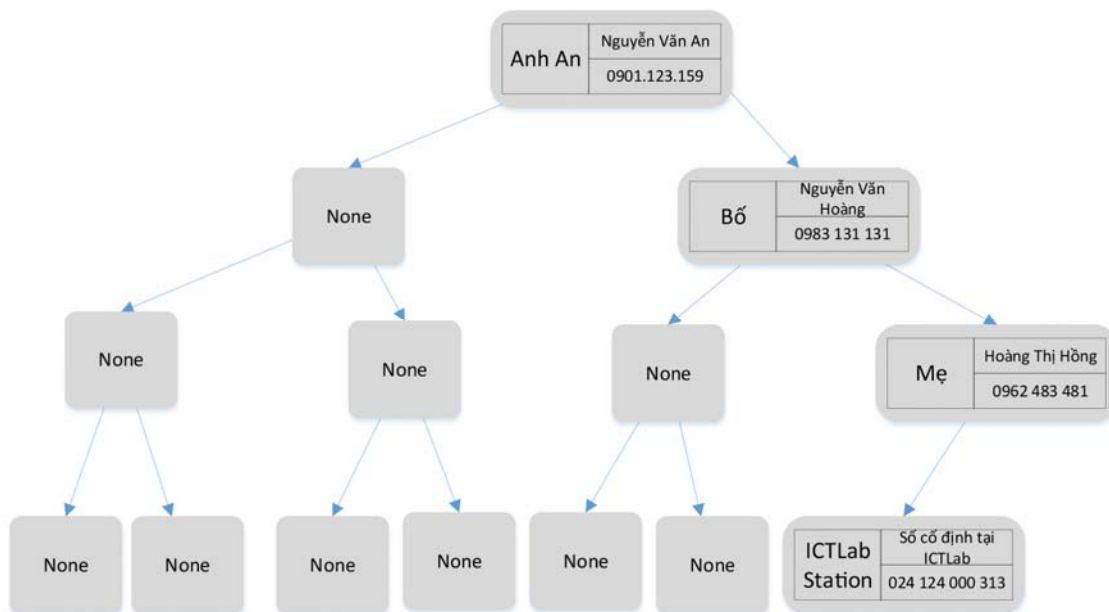 Anh An
Nguyễn Văn An
0901.123.159
None
Bố
Nguyễn Văn
Hoàng
0983 131 131
None
None
None
Mẹ
Hoàng Thị Hồng
0962 483 481
None
None
None
None
None
None
ICTLab
Station
Số cố định tại
ICTLab
024 124 000 313